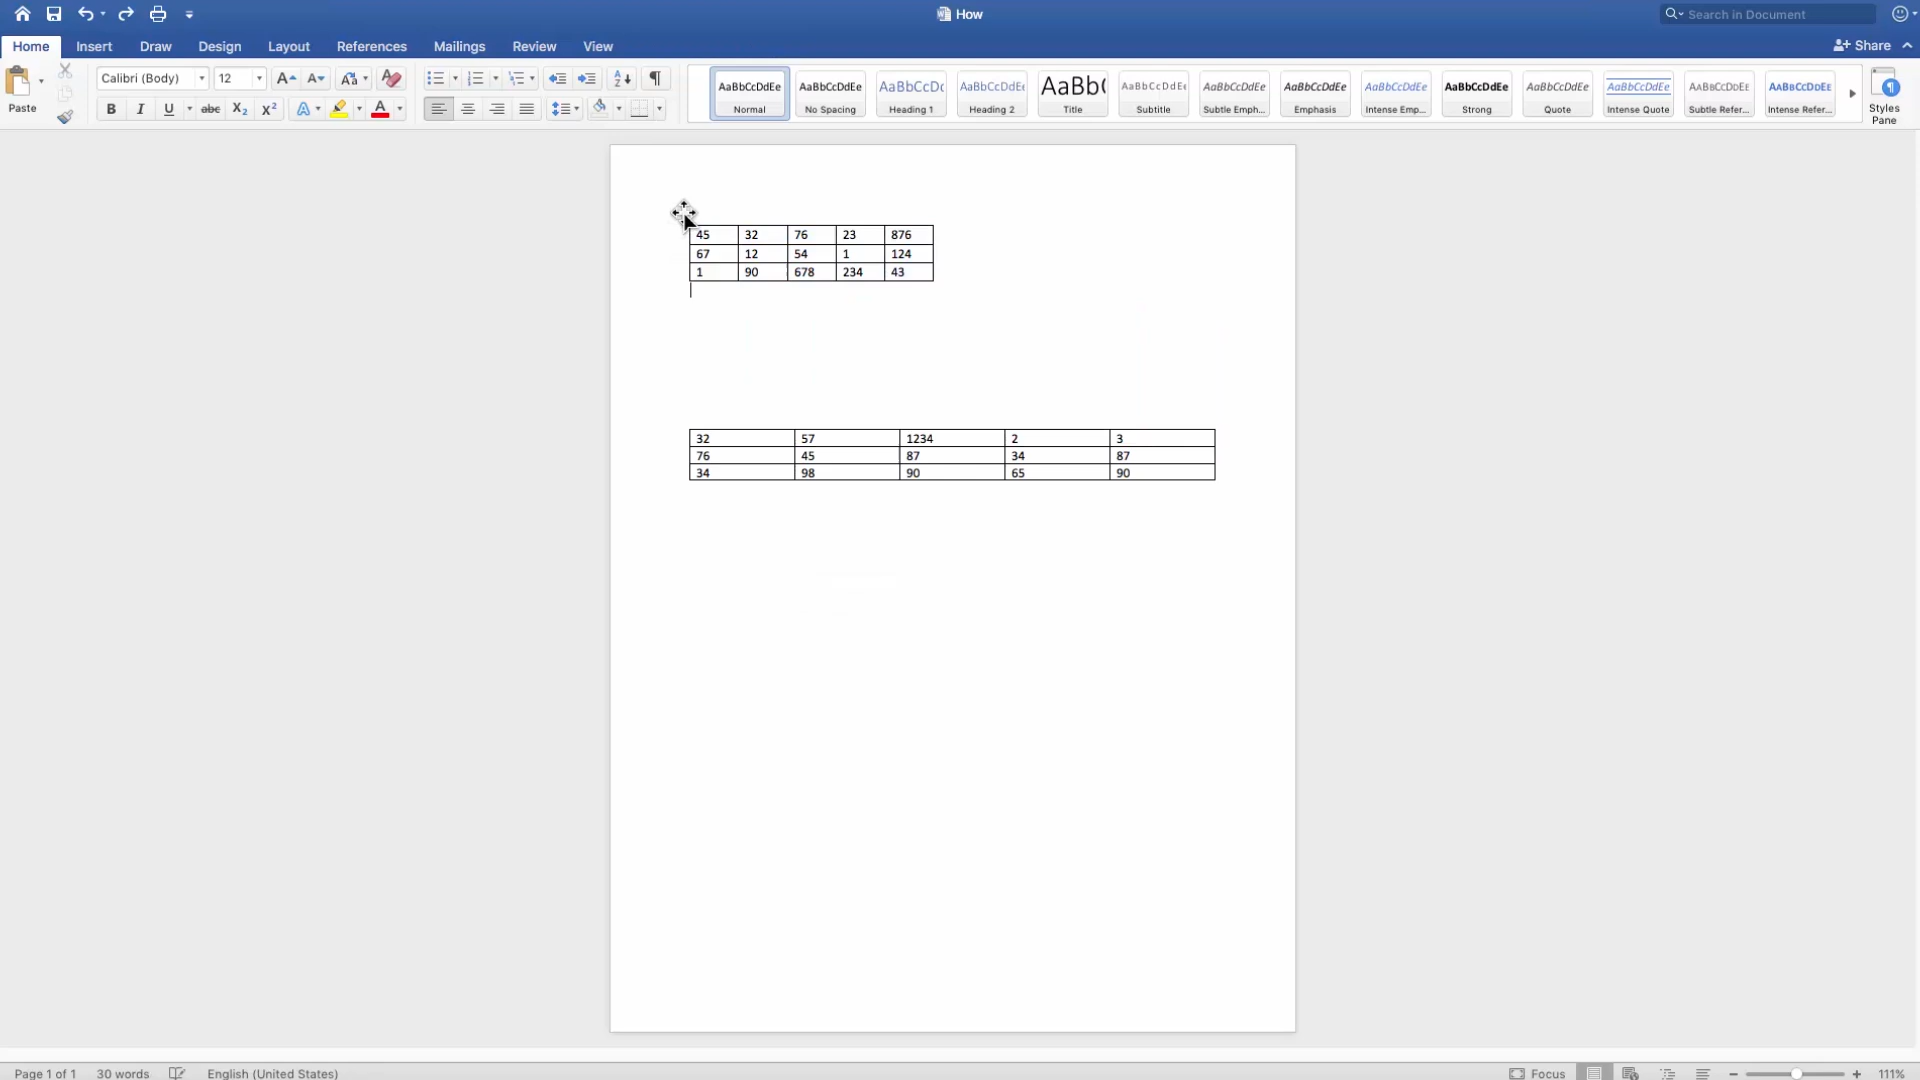 How
Search in Document
Home Insert Draw Design Layout References Mailings Review View
Share
Paste
Calibri (Body) 12
B I U abc X2 X2 A A
AaBbCcDdEe AaBbCcDdEe AaBbCcDc AaBbCcDdEe AaBb( AaBbCcDdEe AaBbCcDdEe AaBbCcDdEe AaBbCcDdEe AaBbCcDdEe AaBbCcDdEe AaBbCcDdEe AaBbCcDdEe AaBbCcDdEe
Normal No Spacing Heading 1 Heading 2 Title Subtitle Subtle Emph... Emphasis Intense Emp... Strong Quote Intense Quote Subtle Refer... Intense Refer...
Styles
Pane
45 32 76 23 876
67 12 54 1 124
1 90 678 234 43
32 57 1234 2 3
76 45 87 34 87
34 98 90 65 90
Page 1 of 1 30 words English (United States) Focus 111%